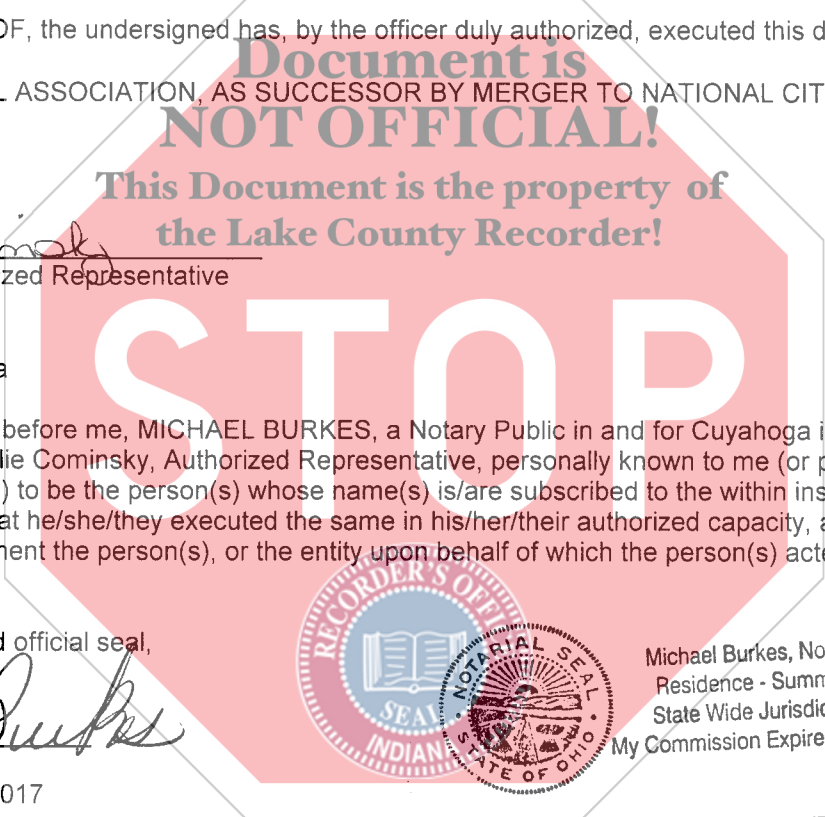 OF, the undersigned has, by the officer duly authorized, executed this d
Document is
L ASSOCIATION, AS SUCCESSOR BY MERGER TO NATIONAL CIT
NOT OFFICIAL!
This Document is the property of
the Lake County Recorder!
zed Representative
STOP
a
before me, MICHAEL BURKES, a Notary Public in and for Cuyahoga i
lie Cominsky, Authorized Representative, personally known to me (or p
) to be the person(s) whose name(s) is/are subscribed to the within ins
at he/she/they executed the same in his/her/their authorized capacity, a
nent the person(s), or the entity upon behalf of which the person(s) acte
RECORDER'S OFFICE
SEAL
INDIANA
d official seal,
NOTARIAL SEAL
STATE OF OHIO
Michael Burkes, No
Residence - Summ
State Wide Jurisdic
My Commission Expire
017